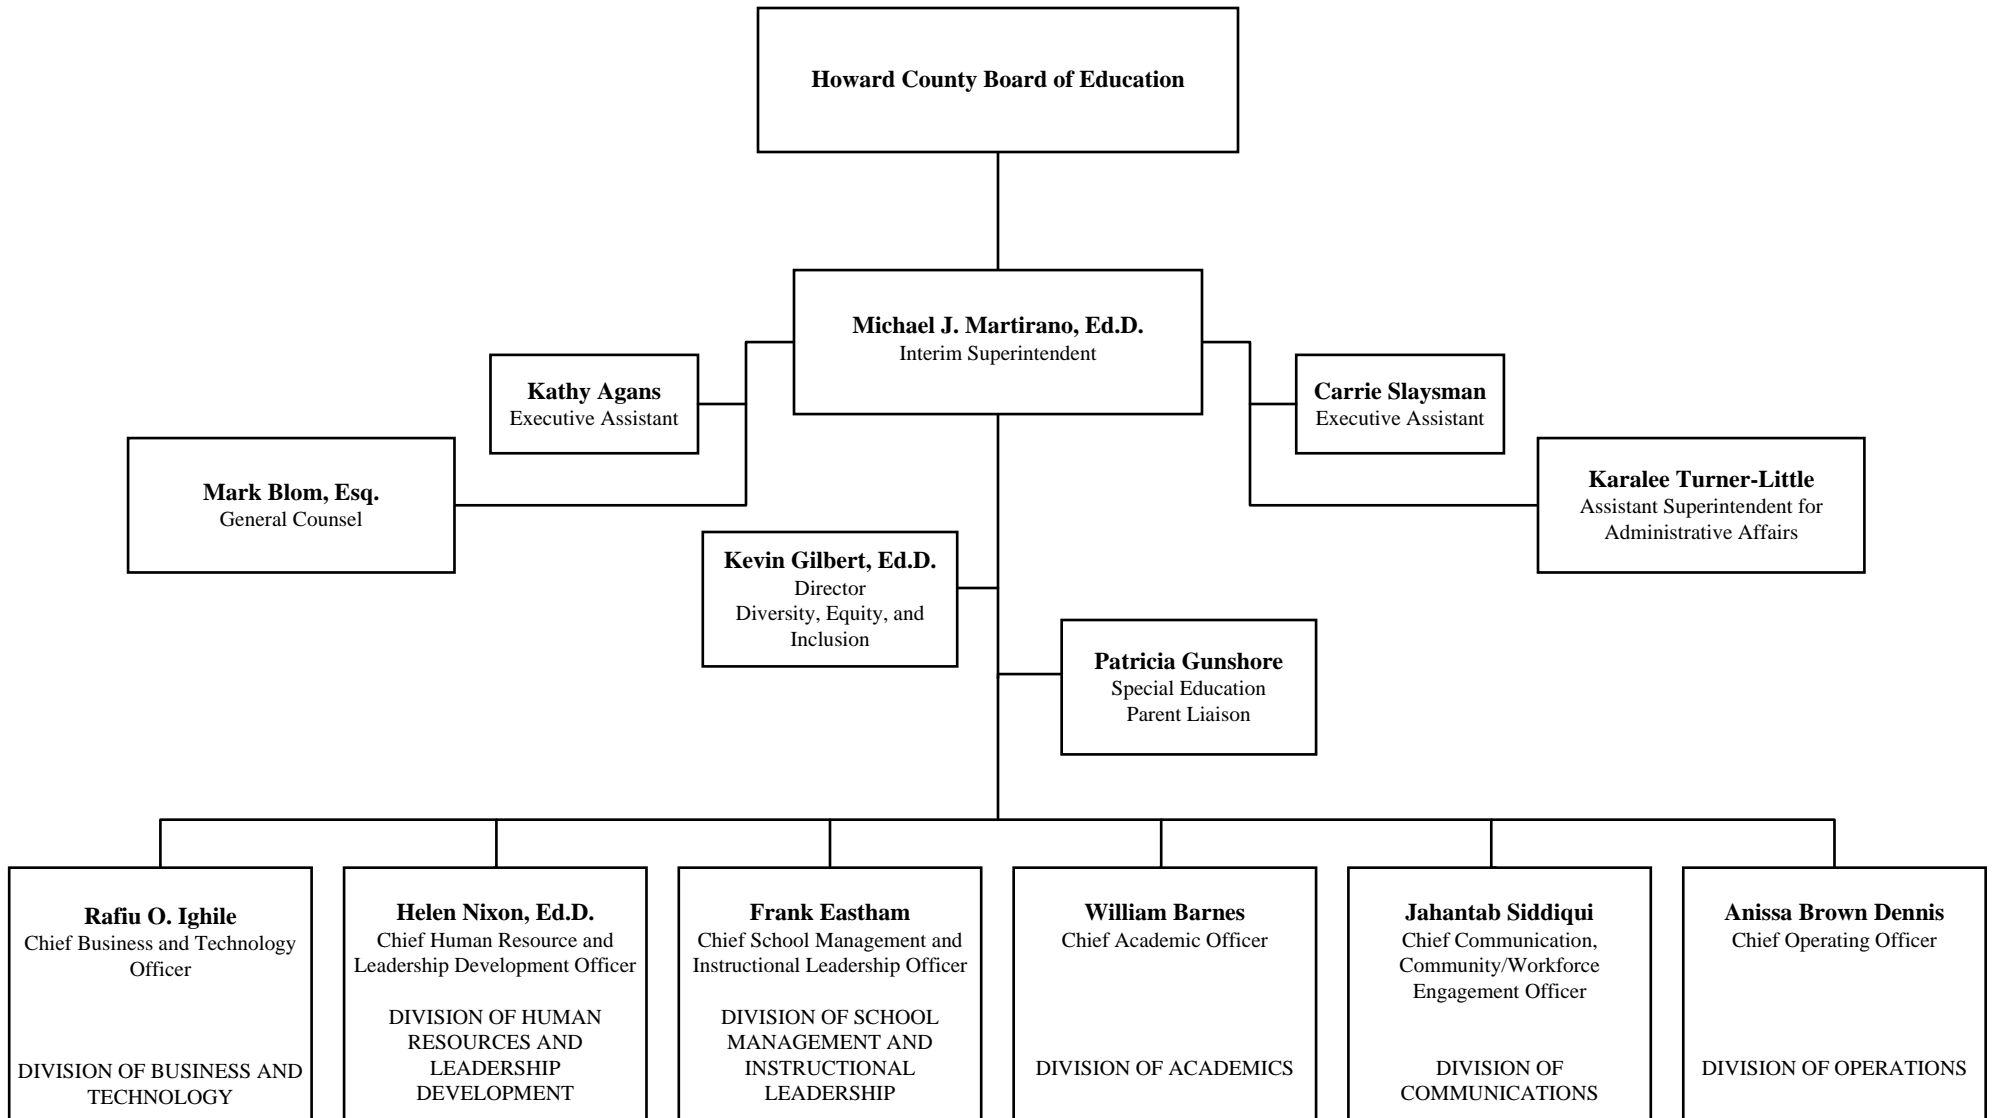 Howard County Board of Education
Michael J. Martirano, Ed.D.
Interim Superintendent
Kathy Agans
Executive Assistant
Carrie Slaysman
Executive Assistant
Mark Blom, Esq.
General Counsel
Karalee Turner-Little
Assistant Superintendent for
Administrative Affairs
Kevin Gilbert, Ed.D.
Director
Diversity, Equity, and
Inclusion
Patricia Gunshore
Special Education
Parent Liaison
Rafiu O. Ighile
Chief Business and Technology
Officer
DIVISION OF BUSINESS AND
TECHNOLOGY
Helen Nixon, Ed.D.
Chief Human Resource and
Leadership Development Officer
DIVISION OF HUMAN
RESOURCES AND
LEADERSHIP
DEVELOPMENT
Frank Eastham
Chief School Management and
Instructional Leadership Officer
DIVISION OF SCHOOL
MANAGEMENT AND
INSTRUCTIONAL
LEADERSHIP
William Barnes
Chief Academic Officer
DIVISION OF ACADEMICS
Jahantab Siddiqui
Chief Communication,
Community/Workforce
Engagement Officer
DIVISION OF
COMMUNICATIONS
Anissa Brown Dennis
Chief Operating Officer
DIVISION OF OPERATIONS